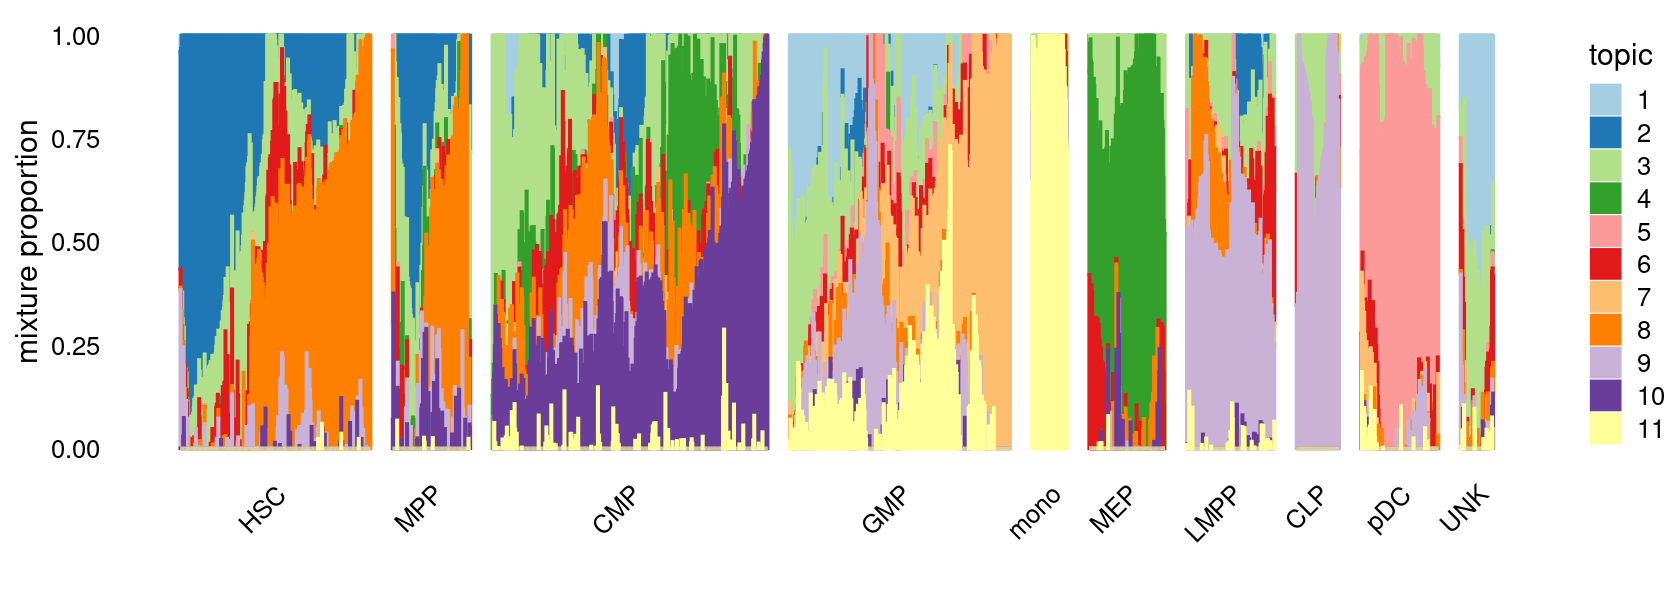 mixture proportion
1.00
0.75
0.50
0.25
0.00
HSC
MPP
CMP
GMP
mono
MEP
LMPP
CLP
pDC
UNK
topic
1
2
3
4
5
6
7
8
9
10
11